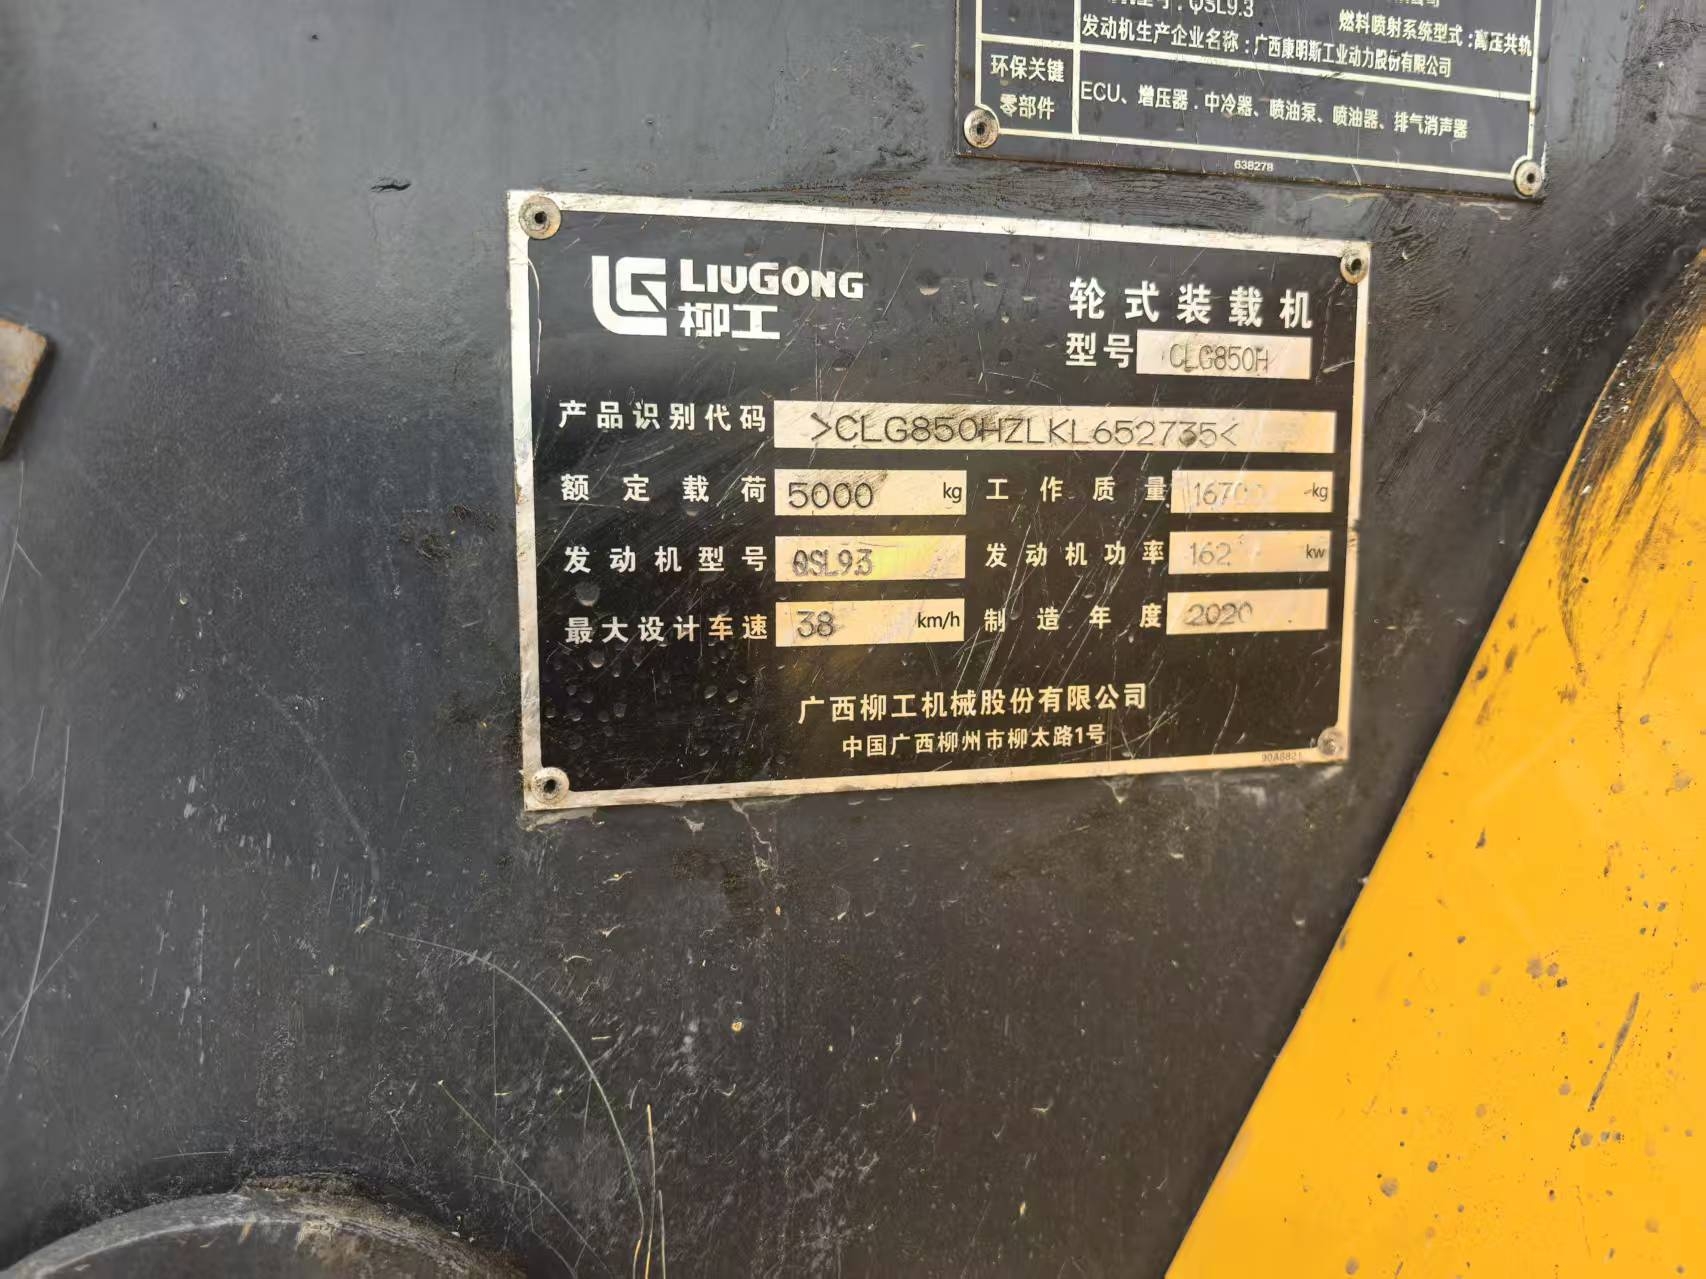 型号：QSL9.3
燃料喷射系统型式：高压共轨
发动机生产企业名称：广西康明斯工业动力股份有限公司
环保关键零部件
ECU、增压器、中冷器、喷油泵、喷油器、排气消声器
638278
LIUGONG
柳工
轮式装载机
型号 CLG850H
产品识别代码 >CLG850HZLKL652735<
额定载荷 5000 kg 工作质量 16700 kg
发动机型号 QSL9.3 发动机功率 162 kw
最大设计车速 38 km/h 制造年度 2020
广西柳工机械股份有限公司
中国广西柳州市柳太路1号
90A6821